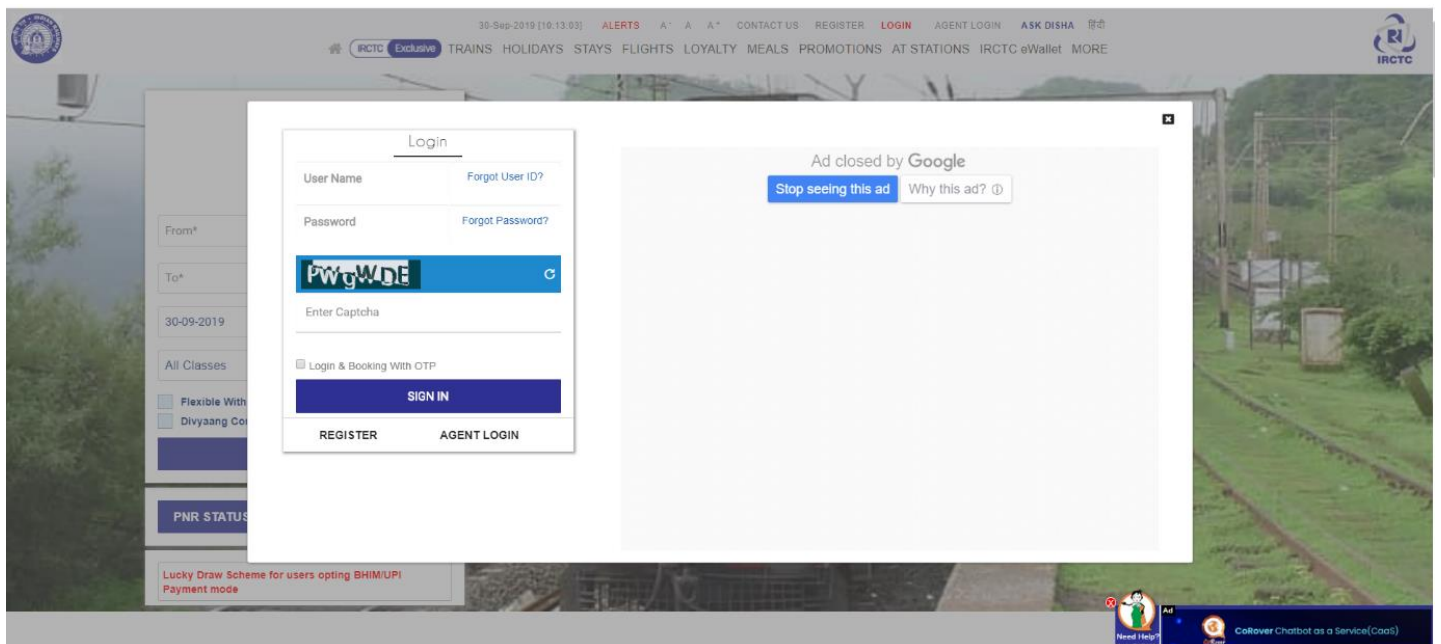 30-Sep-2019 [10:13:03] ALERTS A- A A+ CONTACT US REGISTER LOGIN AGENT LOGIN ASK DISHA हिंदी
IRCTC Exclusive TRAINS HOLIDAYS STAYS FLIGHTS LOYALTY MEALS PROMOTIONS AT STATIONS IRCTC eWallet MORE
IRCTC
Login
User Name Forgot User ID?
Password Forgot Password?
PWgWDE
Enter Captcha
Login & Booking With OTP
SIGN IN
REGISTER AGENT LOGIN
Ad closed by Google
Stop seeing this ad Why this ad?
From*
To*
30-09-2019
All Classes
Flexible With
Divyaang
PNR STATUS
Lucky Draw Scheme for users opting BHIM/UPI
Payment mode
Need Help?
Ad
CoRover Chatbot as a Service(CaaS)